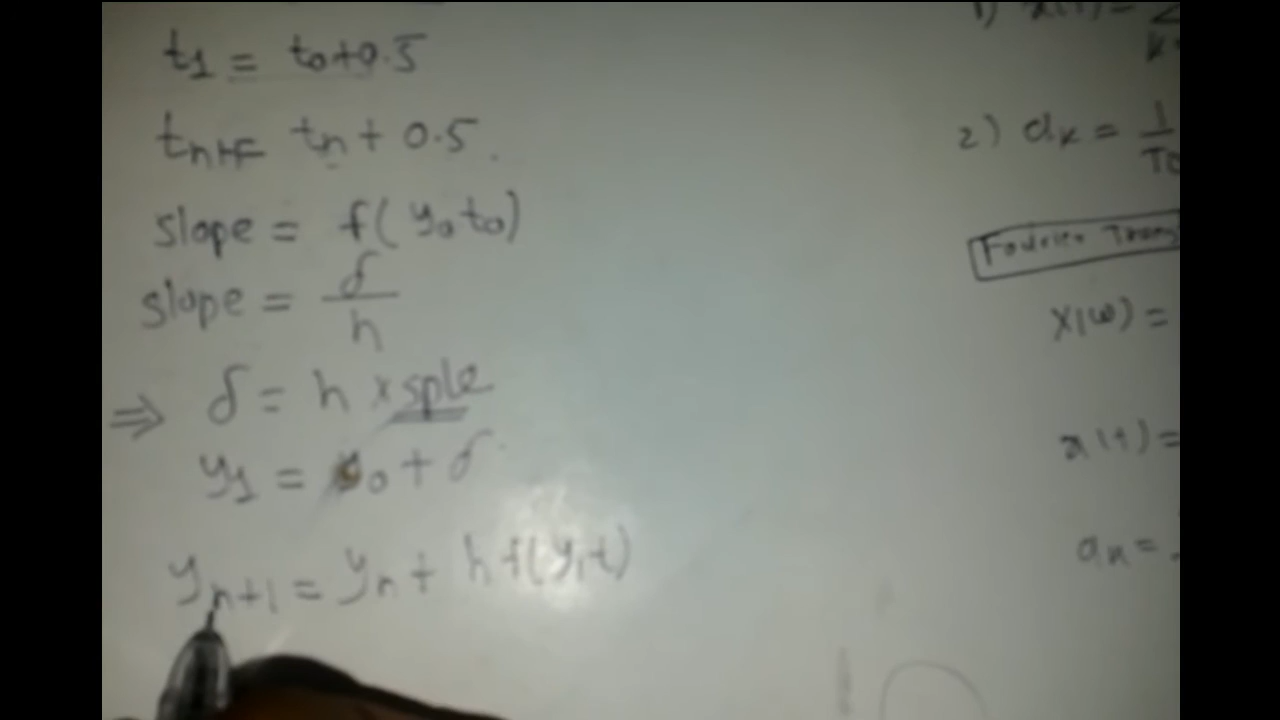 t1 = t0+0.5
tn+1= tn + 0.5
slope = f( y0 t0)
slope = δ/h
⇒ δ = h × sple
y1 = y0 + δ
yn+1 = yn + h f(y,t)
1) x(t) =
2) ak = 1/T0
Fourier Trans
X(ω) =
x(t) =
an =